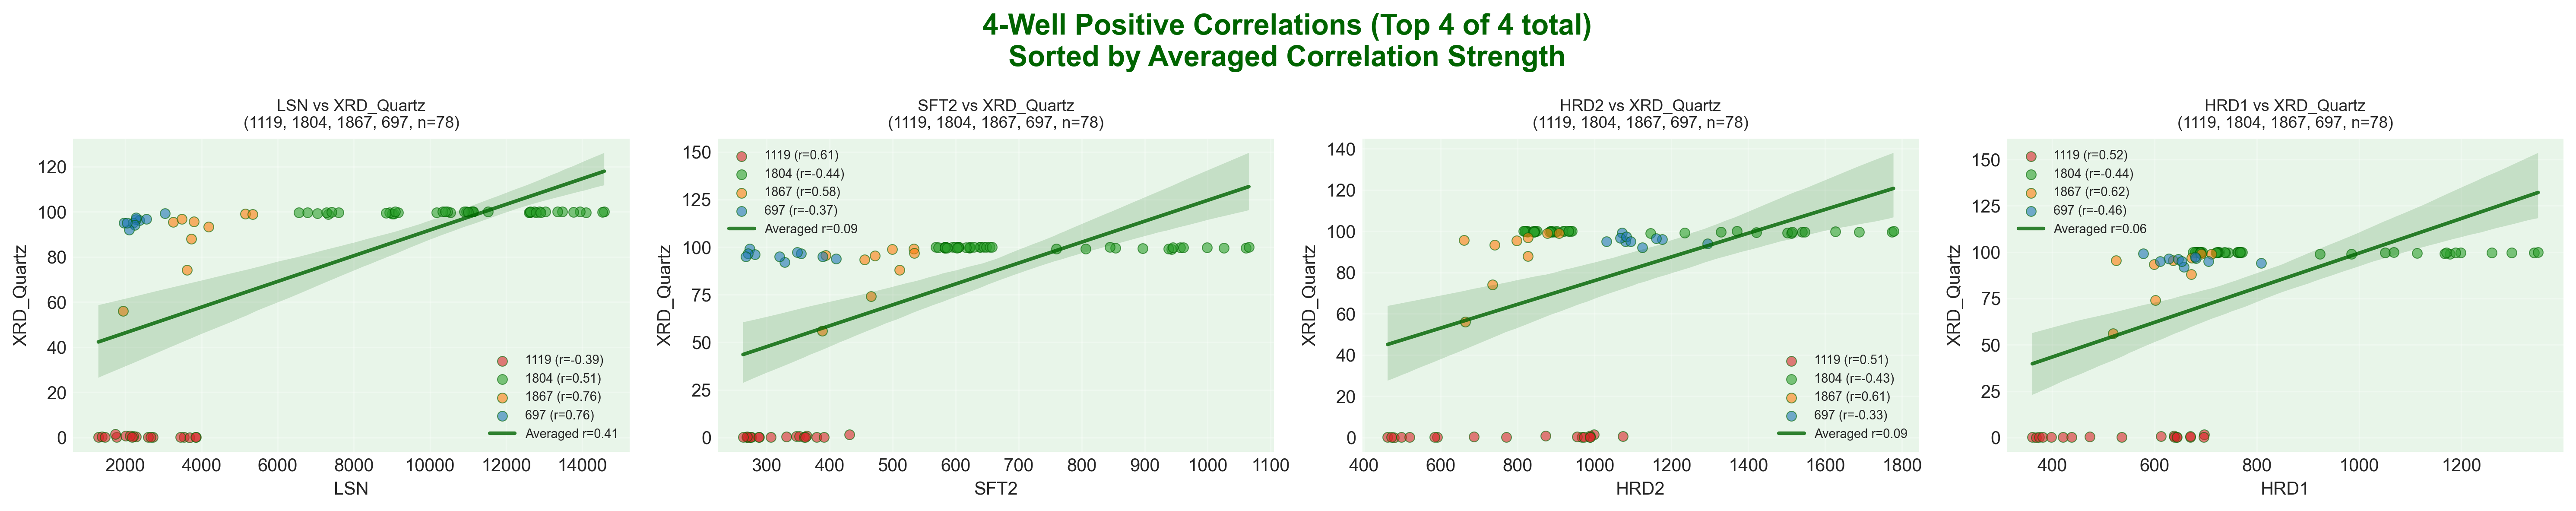 4-Well Positive Correlations (Top 4 of 4 total)
Sorted by Averaged Correlation Strength
LSN vs XRD_Quartz
(1119, 1804, 1867, 697, n=78)
XRD_Quartz
120
100
80
60
40
20
0
1119 (r=-0.39)
1804 (r=0.51)
1867 (r=0.76)
697 (r=0.76)
Averaged r=0.41
2000 4000 6000 8000 10000 12000 14000
LSN
SFT2 vs XRD_Quartz
(1119, 1804, 1867, 697, n=78)
XRD_Quartz
150
125
100
75
50
25
0
1119 (r=0.61)
1804 (r=-0.44)
1867 (r=0.58)
697 (r=-0.37)
Averaged r=0.09
300 400 500 600 700 800 900 1000 1100
SFT2
HRD2 vs XRD_Quartz
(1119, 1804, 1867, 697, n=78)
XRD_Quartz
140
120
100
80
60
40
20
0
1119 (r=0.51)
1804 (r=-0.43)
1867 (r=0.61)
697 (r=-0.33)
Averaged r=0.09
400 600 800 1000 1200 1400 1600 1800
HRD2
HRD1 vs XRD_Quartz
(1119, 1804, 1867, 697, n=78)
XRD_Quartz
150
125
100
75
50
25
0
1119 (r=0.52)
1804 (r=-0.44)
1867 (r=0.62)
697 (r=-0.46)
Averaged r=0.06
400 600 800 1000 1200
HRD1